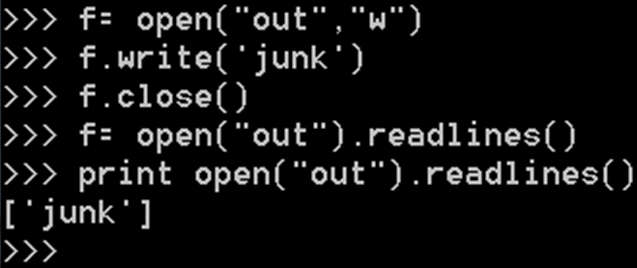 >>> f= open("out","w")
>>> f.write('junk')
>>> f.close()
>>> f= open("out").readlines()
>>> print open("out").readlines()
['junk']
>>>